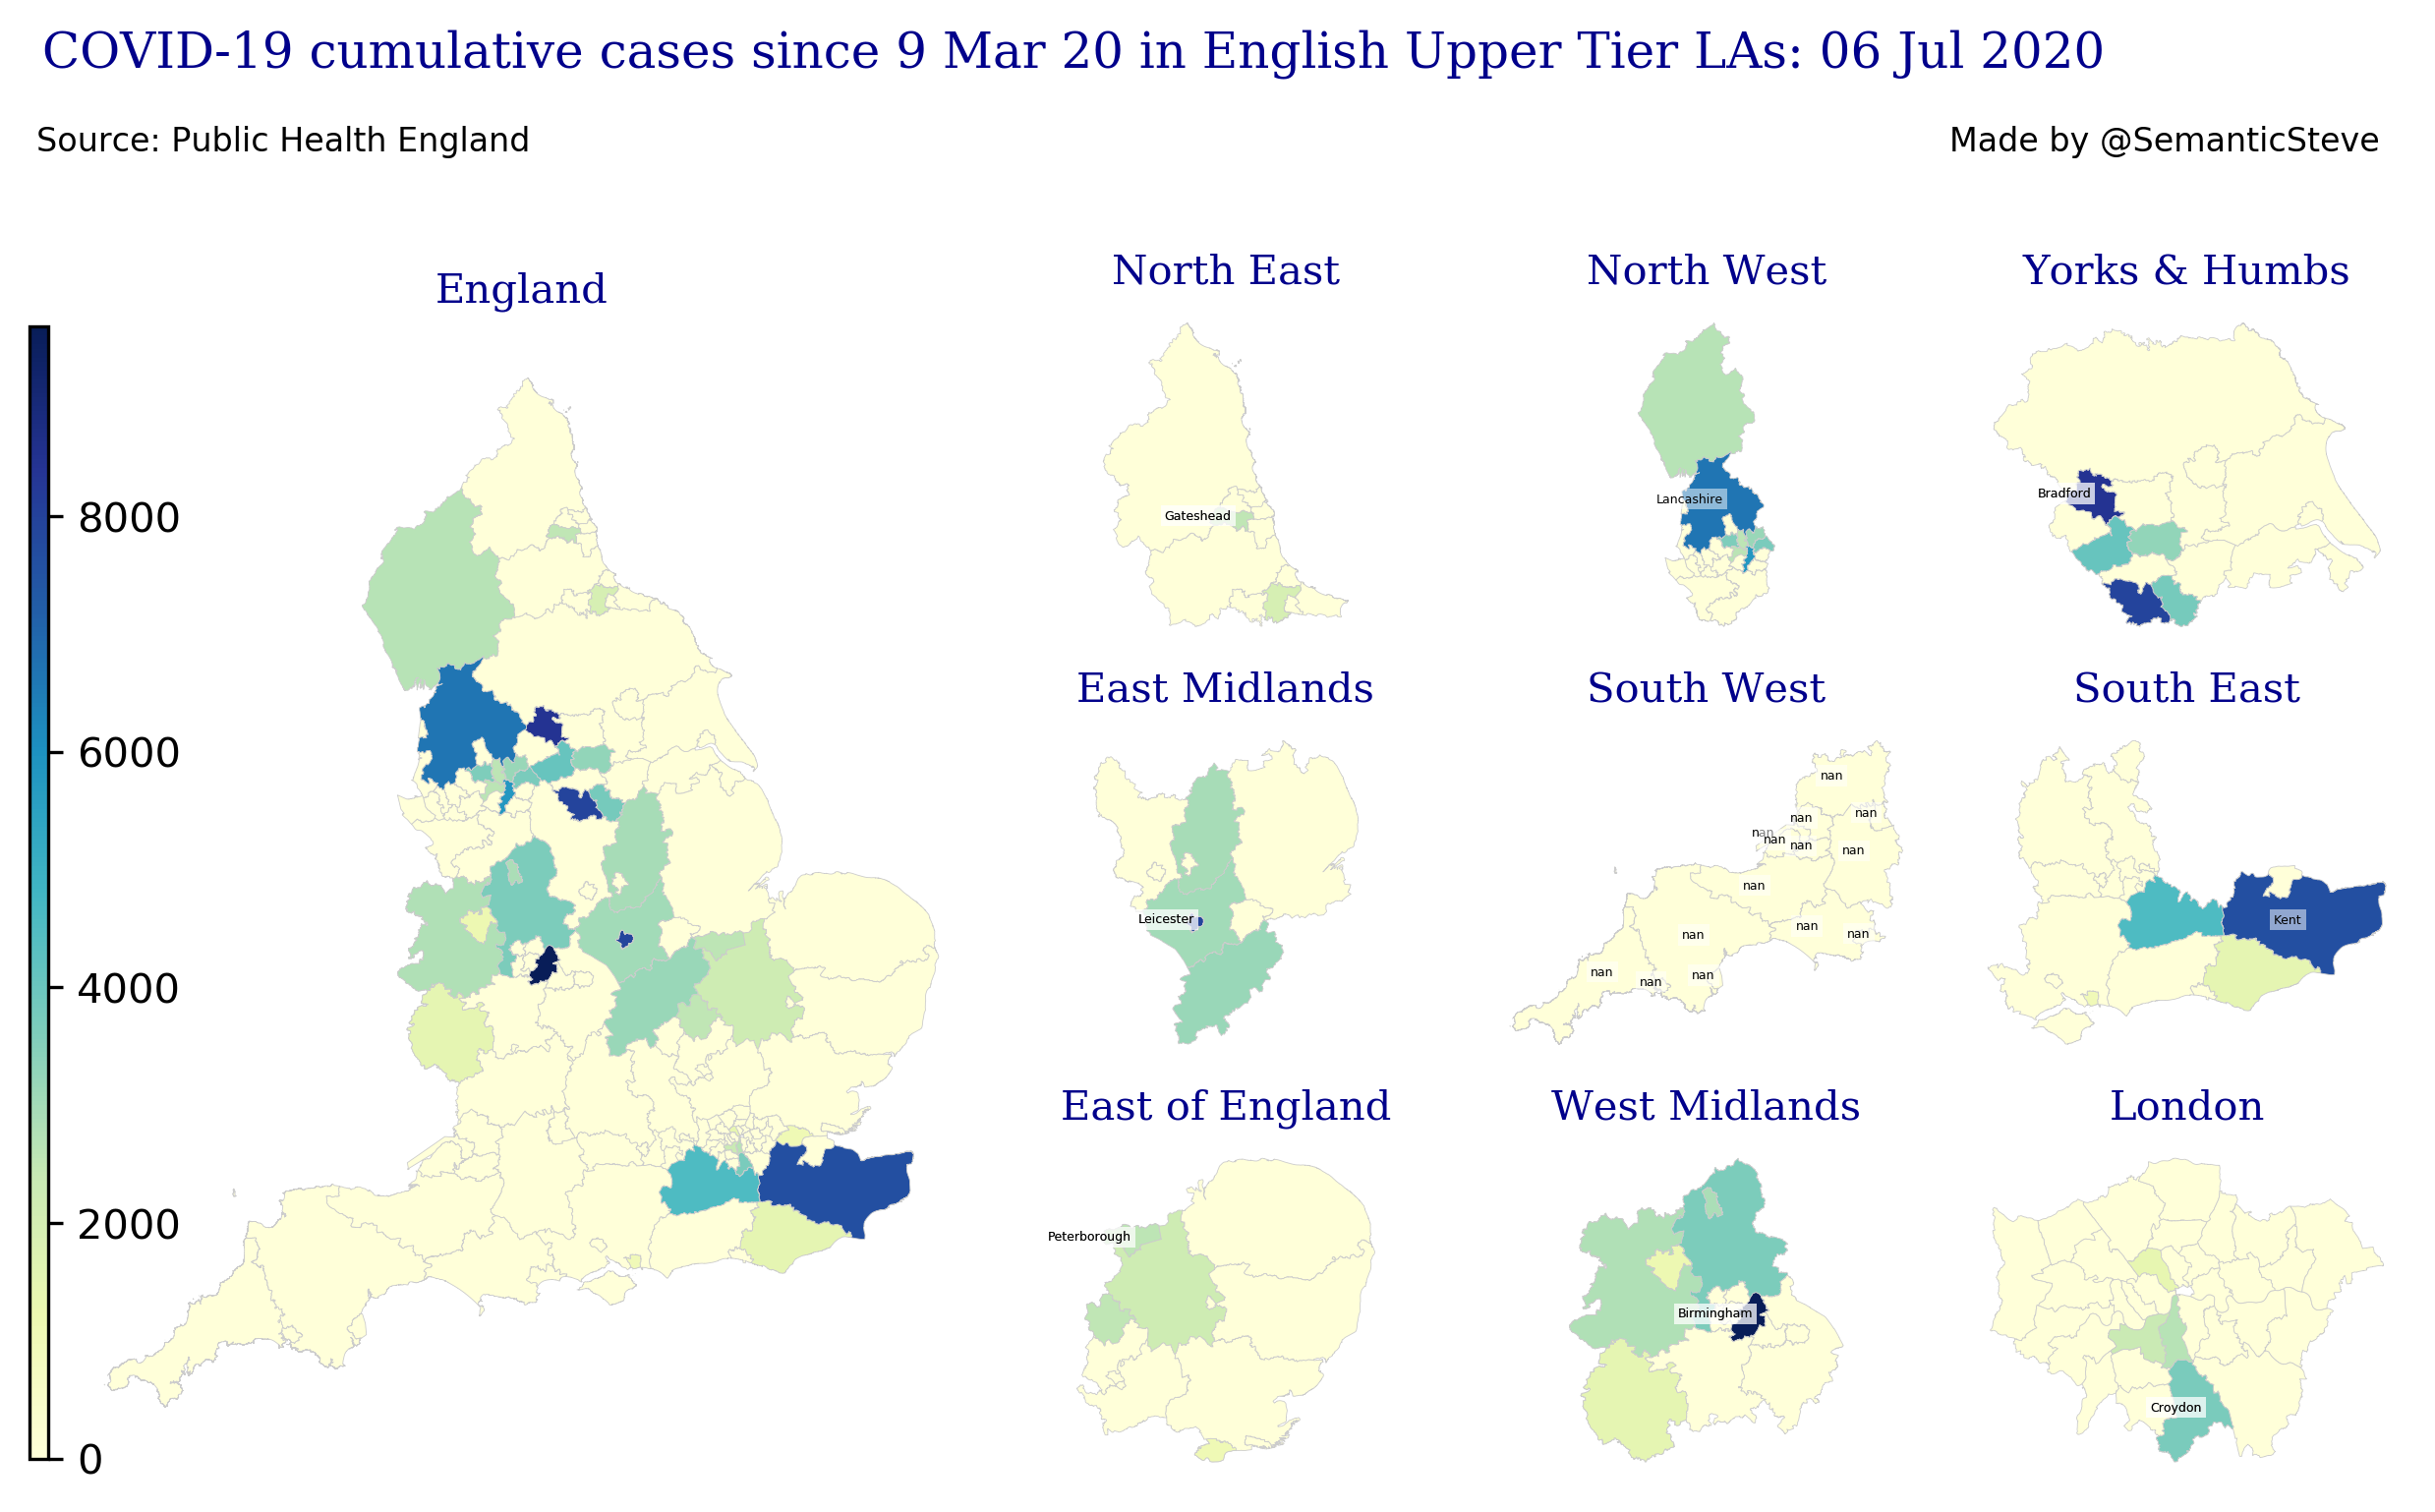 COVID-19 cumulative cases since 9 Mar 20 in English Upper Tier LAs: 06 Jul 2020
Source: Public Health England
Made by @SemanticSteve
England
8000
6000
4000
2000
0
North East
Gateshead
North West
Lancashire
Yorks & Humbs
Bradford
East Midlands
Leicester
South West
nan
nan
nan
nan
nan
nan
nan
nan
nan
nan
nan
nan
nan
nan
South East
Kent
East of England
Peterborough
West Midlands
Birmingham
London
Croydon